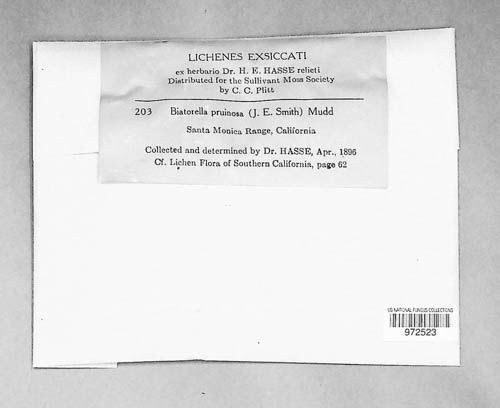 LICHENES EXSICCATI
ex herbario Dr. H. E. HASSE relicti
Distributed for the Sullivant Moss Society
by C. C. Plitt
203 Biatorella pruinosa (J. E. Smith) Mudd
Santa Monica Range, California
Collected and determined by Dr. HASSE, Apr., 1896
Cf. Lichen Flora of Southern California, page 62
US NATIONAL FUNGUS COLLECTIONS
972523